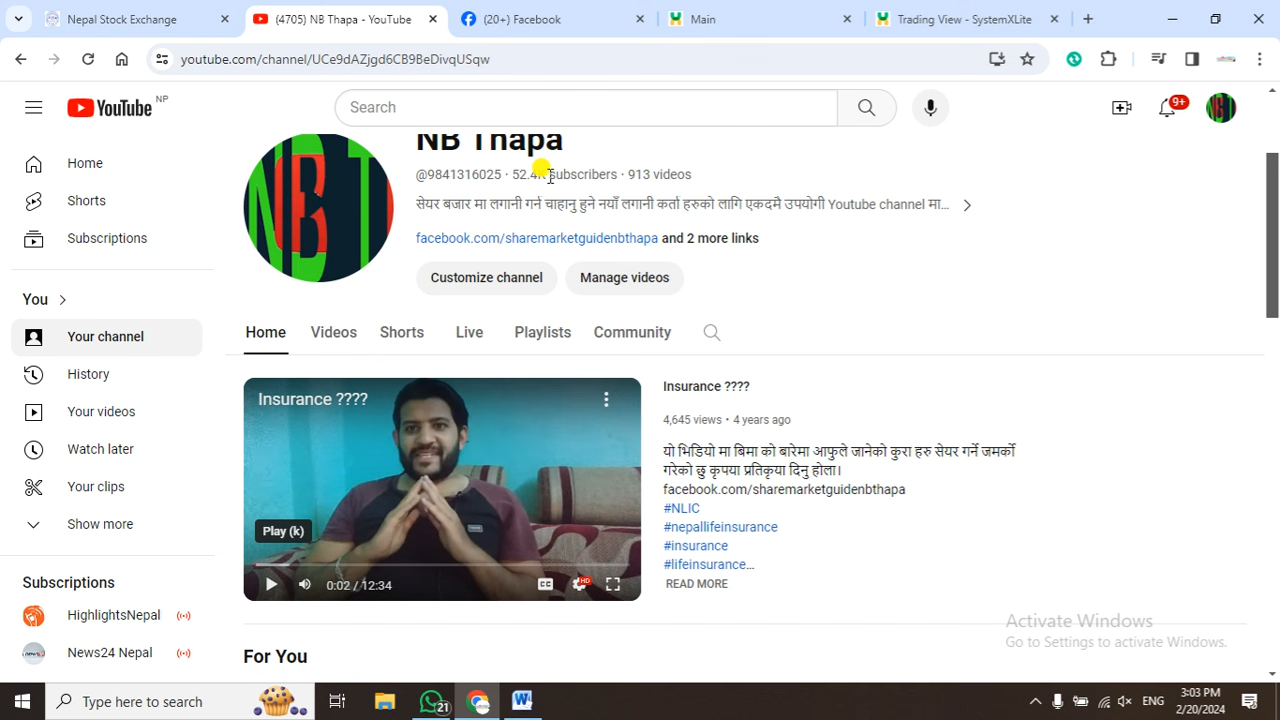 Nepal Stock Exchange
(4705) NB Thapa - YouTube
(20+) Facebook
Main
Trading View - SystemXLite
youtube.com/channel/UCe9dAZjgd6CB9BeDivqUSqw
YouTube NP
Search
9+
NB Thapa
@9841316025 · 52.4K subscribers · 913 videos
सेयर बजार मा लगानी गर्न चाहानु हुने नयाँ लगानी कर्ता हरुको लागि एकदमै उपयोगी Youtube channel मा...
facebook.com/sharemarketguidenbthapa and 2 more links
Customize channel
Manage videos
Home
Shorts
Subscriptions
You
Your channel
History
Your videos
Watch later
Your clips
Show more
Subscriptions
HighlightsNepal
News24 Nepal
Home Videos Shorts Live Playlists Community
NBT
Insurance ????
Play (k)
0:02 / 12:34
CC
HD
Insurance ????
4,645 views · 4 years ago
यो भिडियो मा बिमा को बारेमा आफुले जानेको कुरा हरु सेयर गर्ने जमर्को
गरेको छु कृपया प्रतिकृया दिनु होला।
facebook.com/sharemarketguidenbthapa
#NLIC
#nepallifeinsurance
#insurance
#lifeinsurance...
READ MORE
For You
Activate Windows
Go to Settings to activate Windows.
Type here to search
21
W
ENG
3:03 PM
2/20/2024